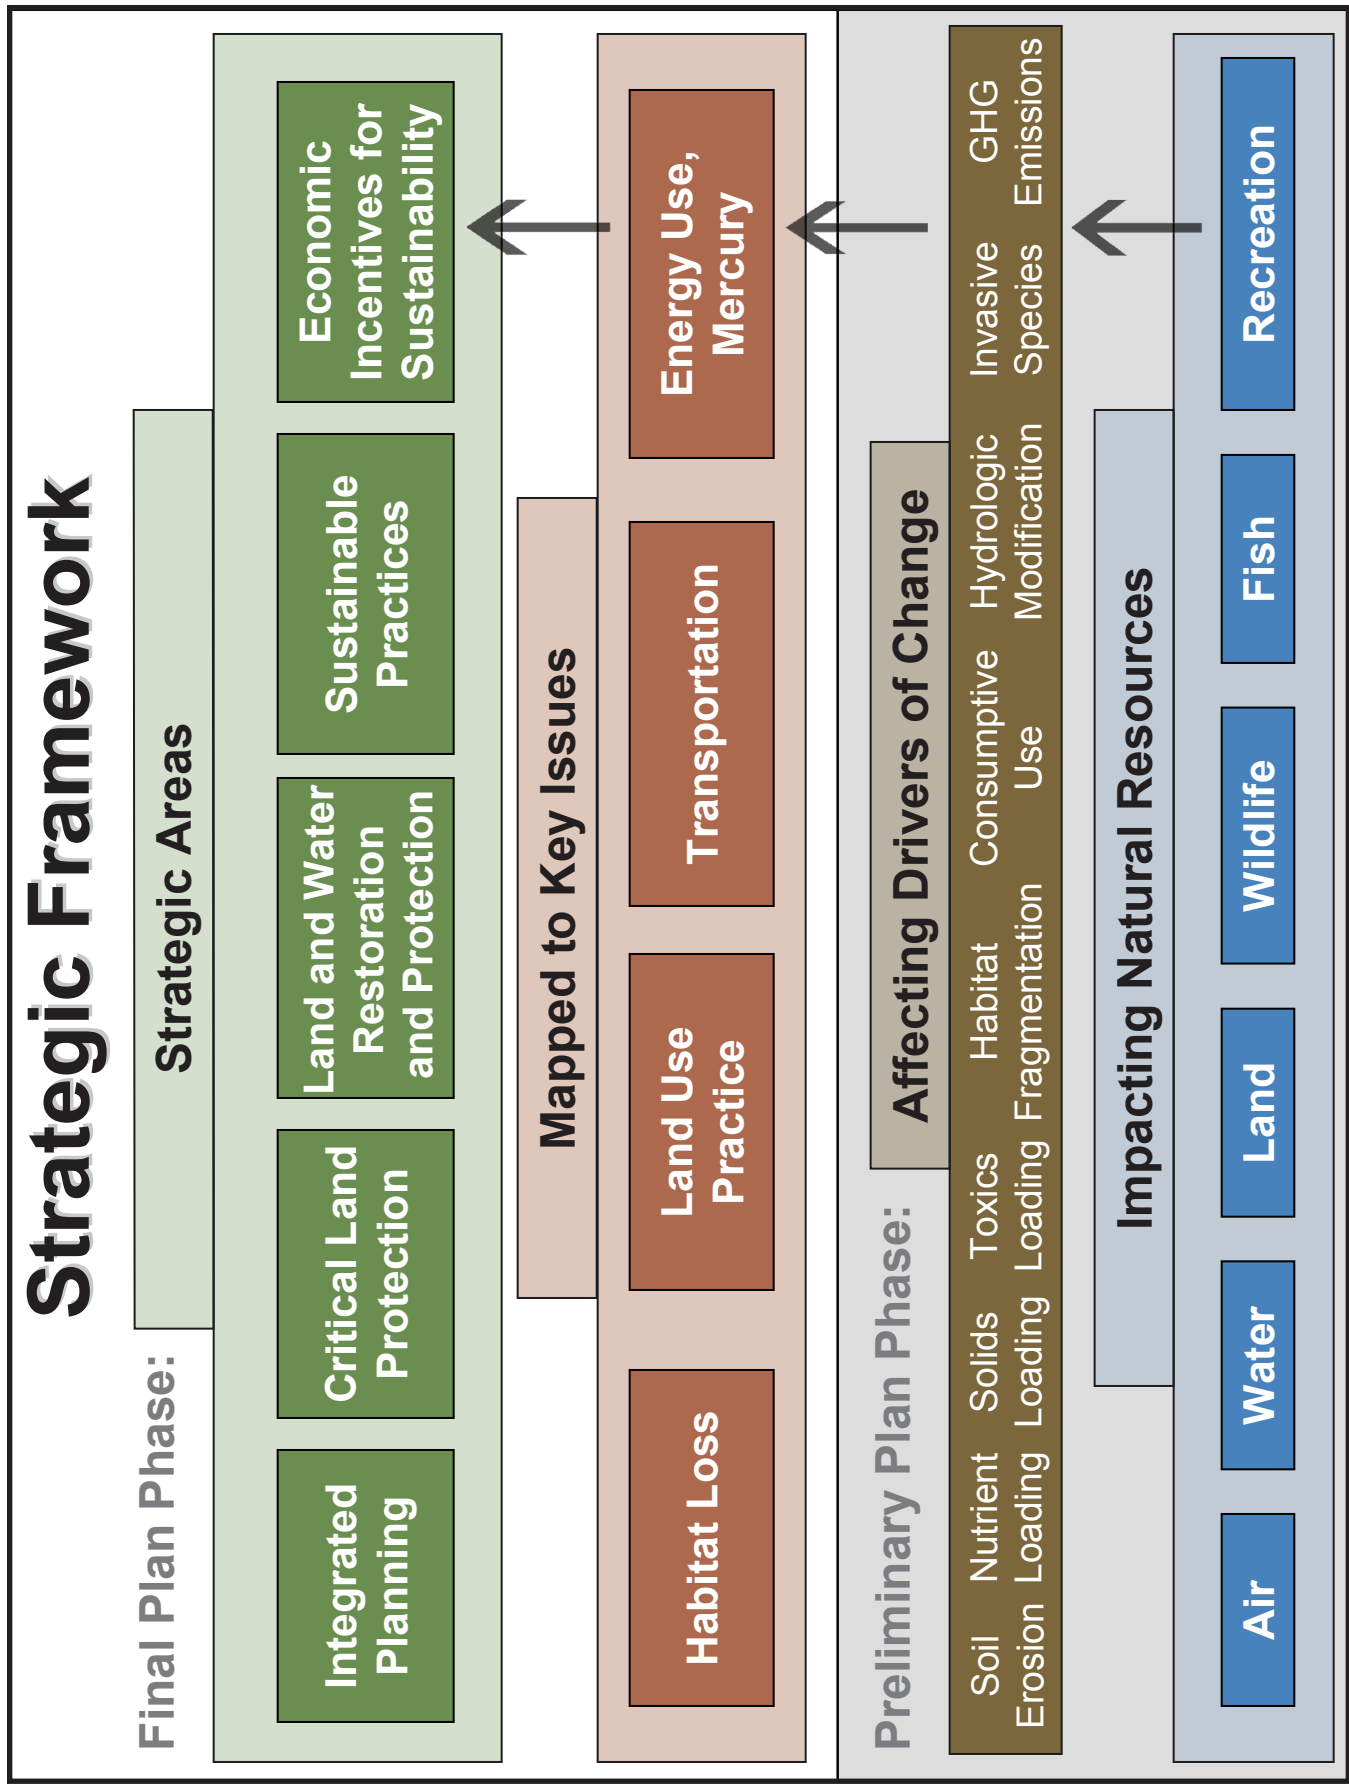 Strategic Framework
Final Plan Phase:
Strategic Areas
Integrated
Planning
Critical Land
Protection
Land and Water
Restoration
and Protection
Sustainable
Practices
Economic
Incentives for
Sustainability
Mapped to Key Issues
Habitat Loss
Land Use
Practice
Transportation
Energy Use,
Mercury
Preliminary Plan Phase:
Affecting Drivers of Change
Soil
Erosion
Nutrient
Loading
Solids
Loading
Toxics
Loading
Habitat
Fragmentation
Consumptive
Use
Hydrologic
Modification
Invasive
Species
GHG
Emissions
Impacting Natural Resources
Air
Water
Land
Wildlife
Fish
Recreation